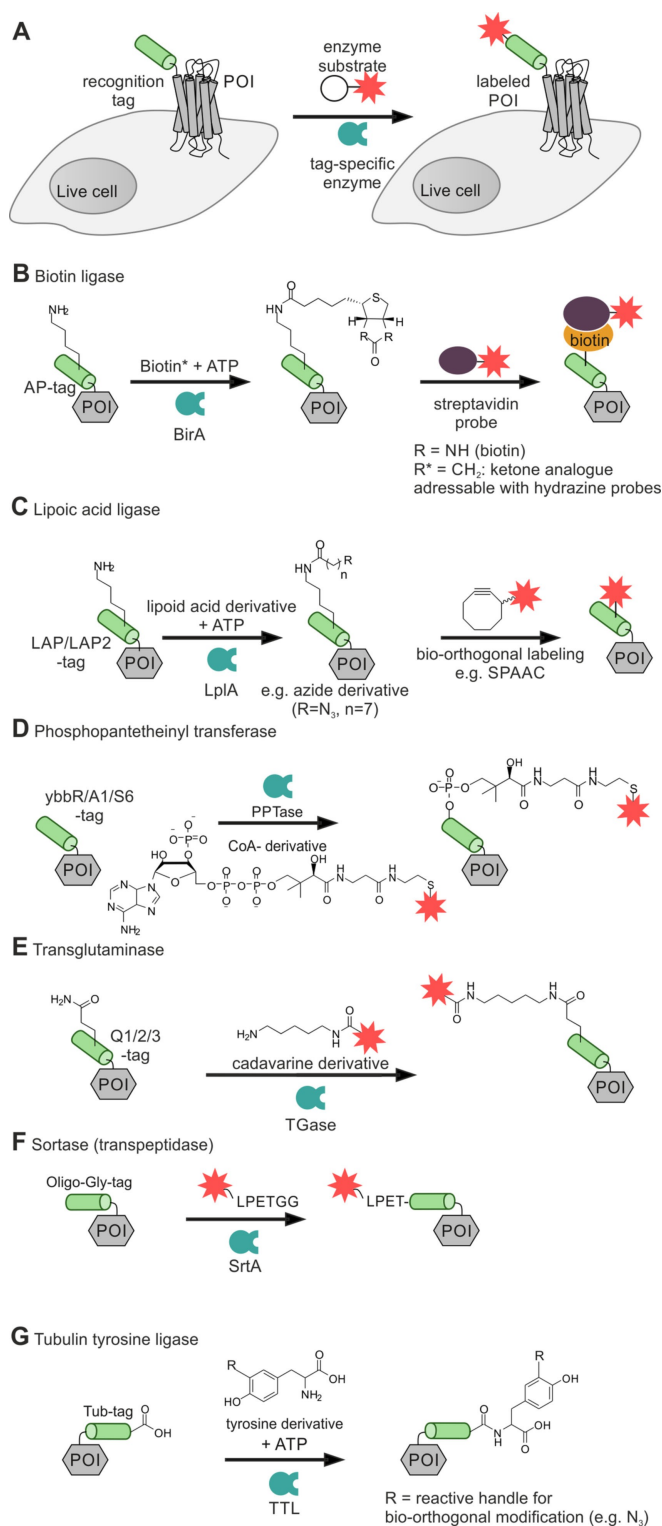 A
recognition
tag
POI
enzyme
substrate
tag-specific
enzyme
labeled
POI
Live cell
Live cell
B Biotin ligase
NH₂
AP-tag
POI
Biotin* + ATP
BirA
O
HN
S
H
H
R
R
O
streptavidin
probe
biotin
POI
R = NH (biotin)
R* = CH₂: ketone analogue
adressable with hydrazine probes
C Lipoic acid ligase
NH₂
LAP/LAP2
-tag
POI
lipoid acid derivative
+ ATP
LplA
O
R
HN
n
POI
e.g. azide derivative
(R=N₃, n=7)
bio-orthogonal labeling
e.g. SPAAC
POI
D Phosphopantetheinyl transferase
ybbR/A1/S6
-tag
POI
PPTase
CoA- derivative
O⁻
⁻O-P=O
HO
O
N
N
N
N
NH₂
O
O
O
P
O
P
O
O
O⁻
O⁻
OH
H
N
O
O
H
N
S
O
⁻O-P
O⁻
O
O
OH
H
N
O
O
H
N
S
POI
E Transglutaminase
H₂N
O
Q1/2/3
-tag
POI
H₂N
N
H
O
cadavarine derivative
TGase
O
H
N
H
N
O
POI
F Sortase (transpeptidase)
Oligo-Gly-tag
POI
LPETGG
SrtA
LPET-
POI
G Tubulin tyrosine ligase
Tub-tag
O
OH
POI
R
HO
O
OH
NH₂
tyrosine derivative
+ ATP
TTL
R
OH
O
N
H
OH
O
POI
R = reactive handle for
bio-orthogonal modification (e.g. N₃)